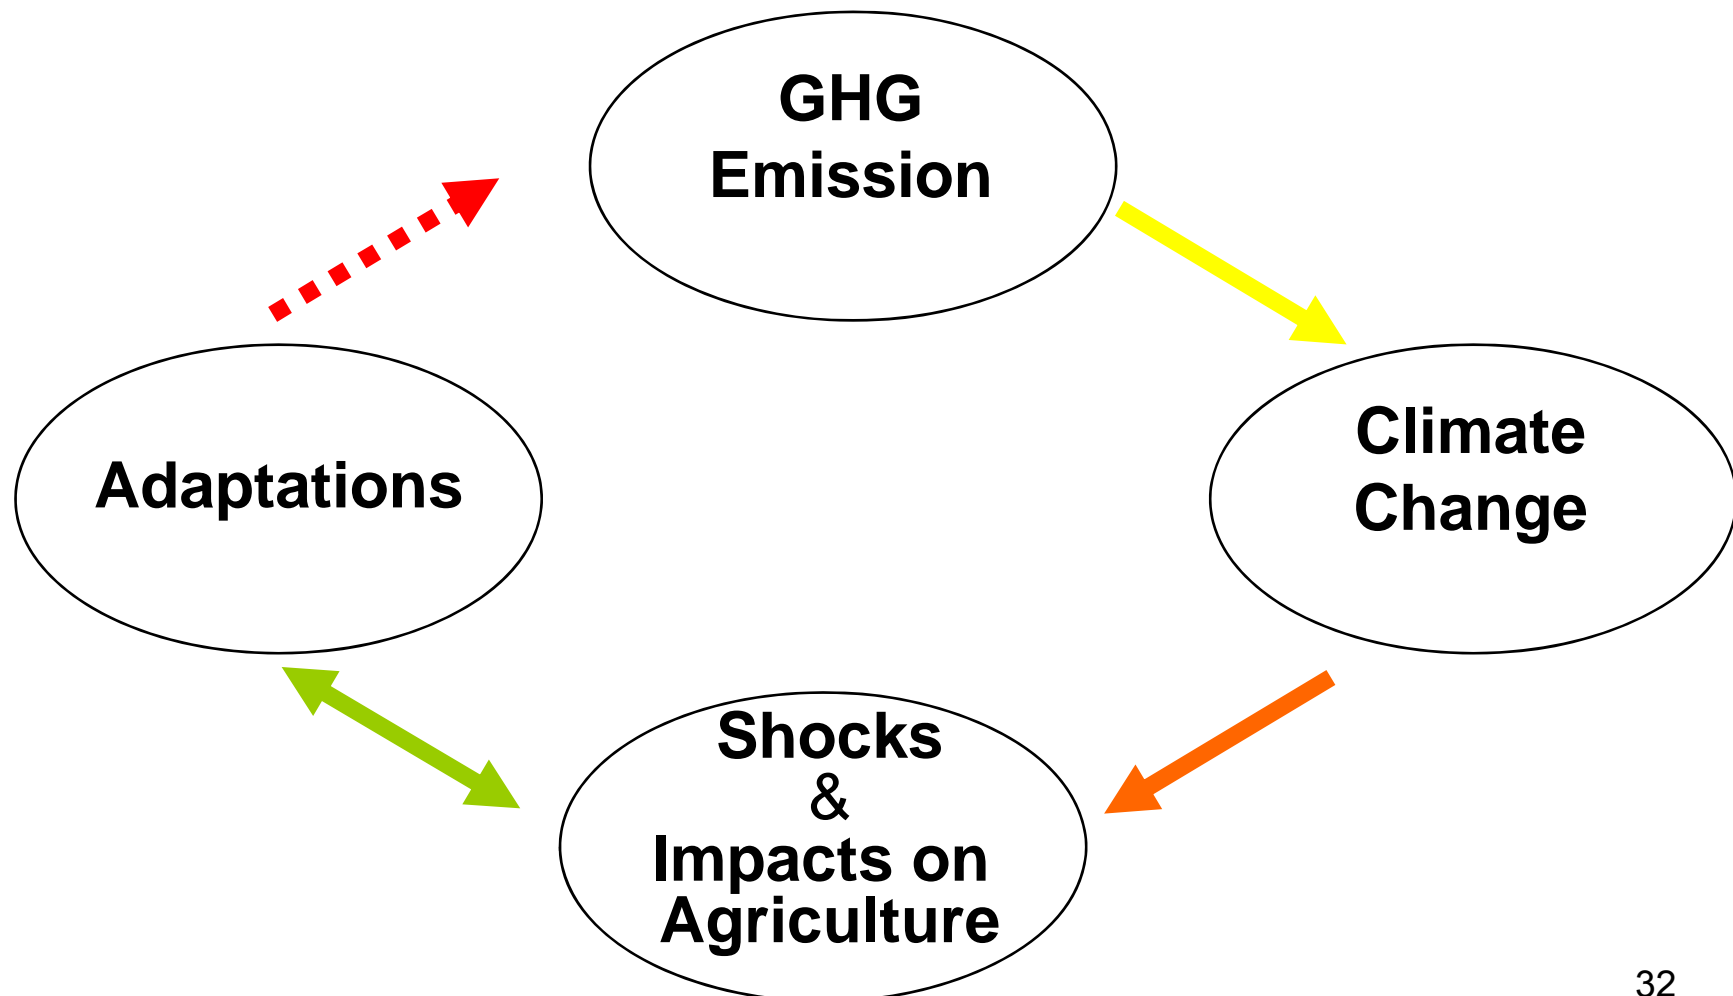 GHG
Emission
Climate
Change
Adaptations
Shocks
&
Impacts on
Agriculture
32